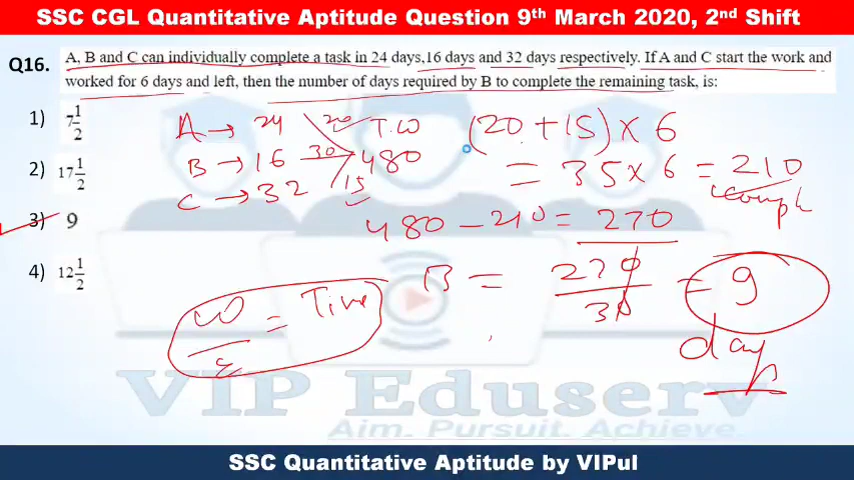 SSC CGL Quantitative Aptitude Question 9th March 2020, 2nd Shift
Q16. A, B and C can individually complete a task in 24 days,16 days and 32 days respectively. If A and C start the work and
worked for 6 days and left, then the number of days required by B to complete the remaining task, is:
1) 7 1/2
2) 17 1/2
3) 9
4) 12 1/2
A → 24 20 T.W
B → 16 30 480
C → 32 15
(20 + 15) × 6
= 35 × 6 = 210
480 - 210 = 270
B = 270/30 = 9
days
W/E = Time
VIP Eduserv
Aim. Pursuit. Achieve.
SSC Quantitative Aptitude by VIPul